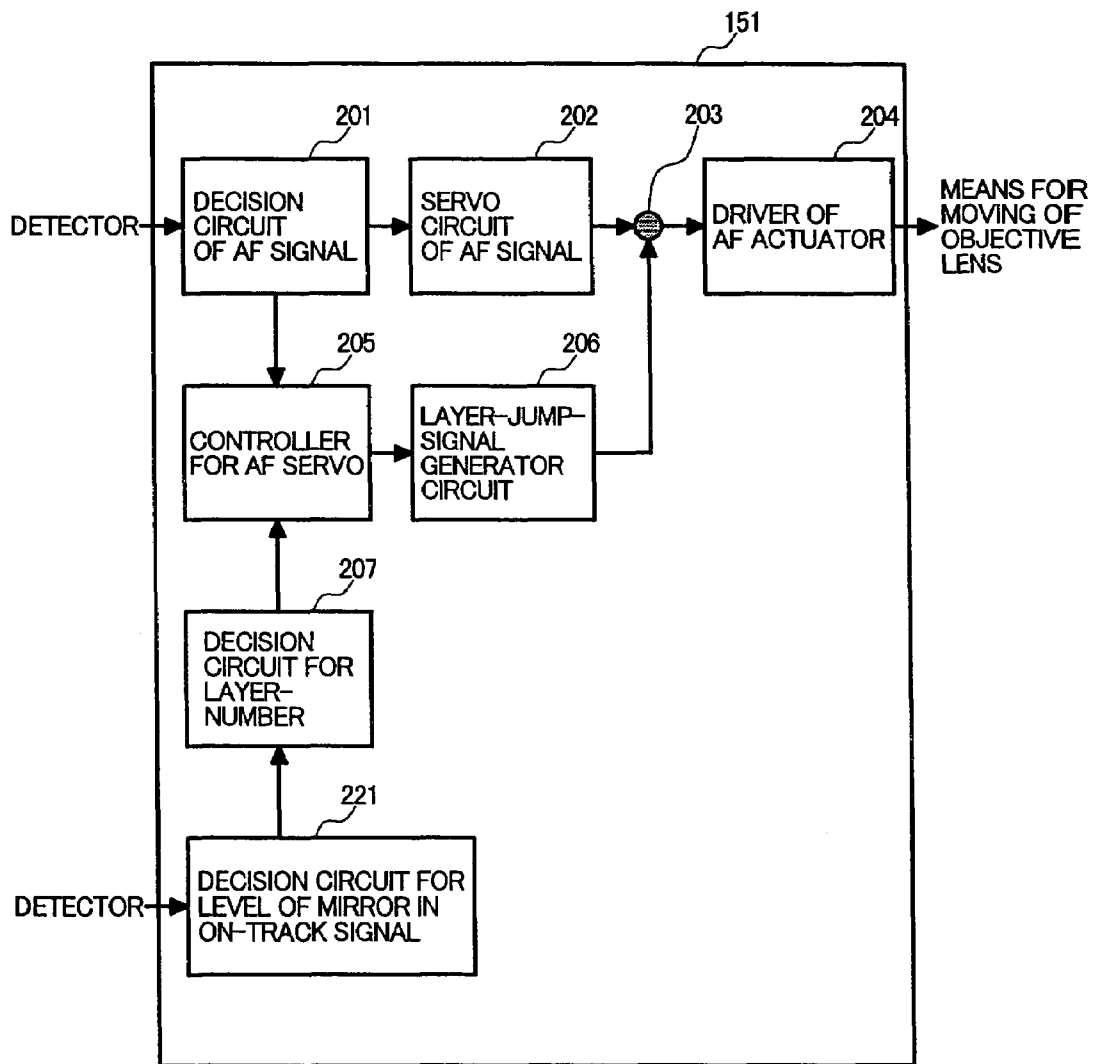 151
201
202
203
204
DETECTOR
DECISION
CIRCUIT
OF AF SIGNAL
SERVO
CIRCUIT
OF AF SIGNAL
DRIVER OF
AF ACTUATOR
MEANS FOR
MOVING OF
OBJECTIVE
LENS
205
206
CONTROLLER
FOR AF SERVO
LAYER-JUMP-
SIGNAL
GENERATOR
CIRCUIT
207
DECISION
CIRCUIT FOR
LAYER-
NUMBER
221
DETECTOR
DECISION CIRCUIT FOR
LEVEL OF MIRROR IN
ON-TRACK SIGNAL